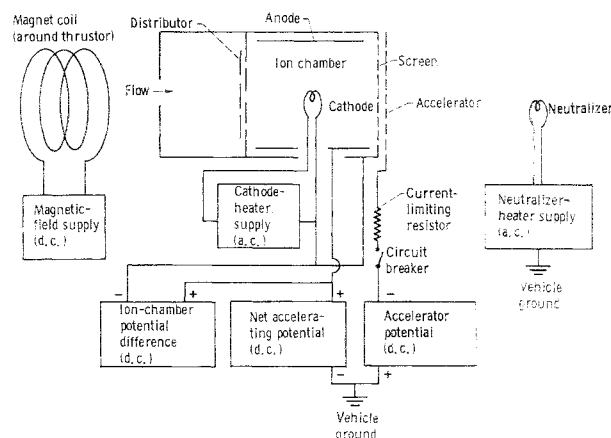 Magnet coil
(around thrustor)
Distributor
Anode
Ion chamber
Screen
Flow
Cathode
Accelerator
Neutralizer
Magnetic-
field supply
(d. c.)
Cathode-
heater
supply
(a. c.)
Current-
limiting
resistor
Circuit
breaker
Neutralizer-
heater supply
(a. c.)
Vehicle
ground
-
+
+
-
Ion-chamber
potential
difference
(d. c.)
Net accelera-
ting potential
(d. c.)
Accelerator
potential
(d. c.)
-
+
Vehicle
ground